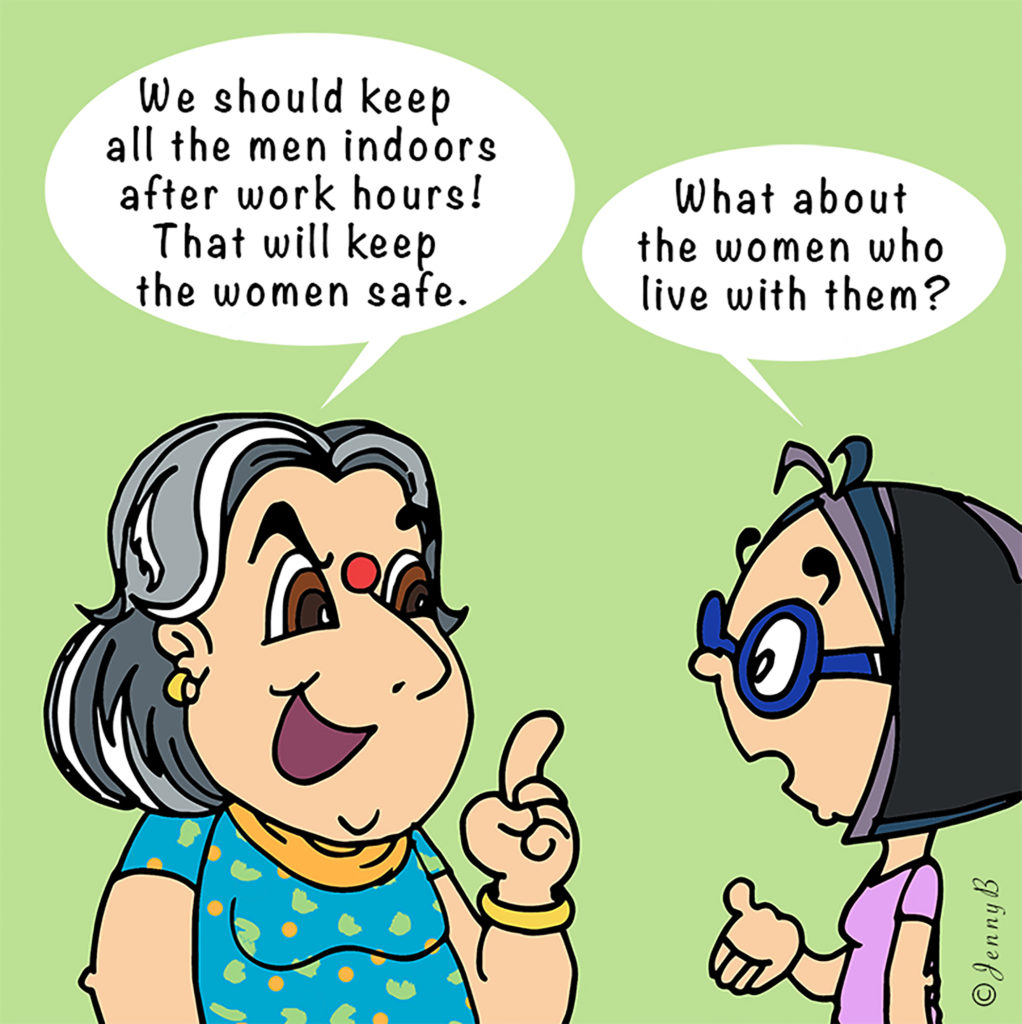 We should keep
all the men indoors
after work hours!
That will keep
the women safe.
What about
the women who
live with them?
©JennyB